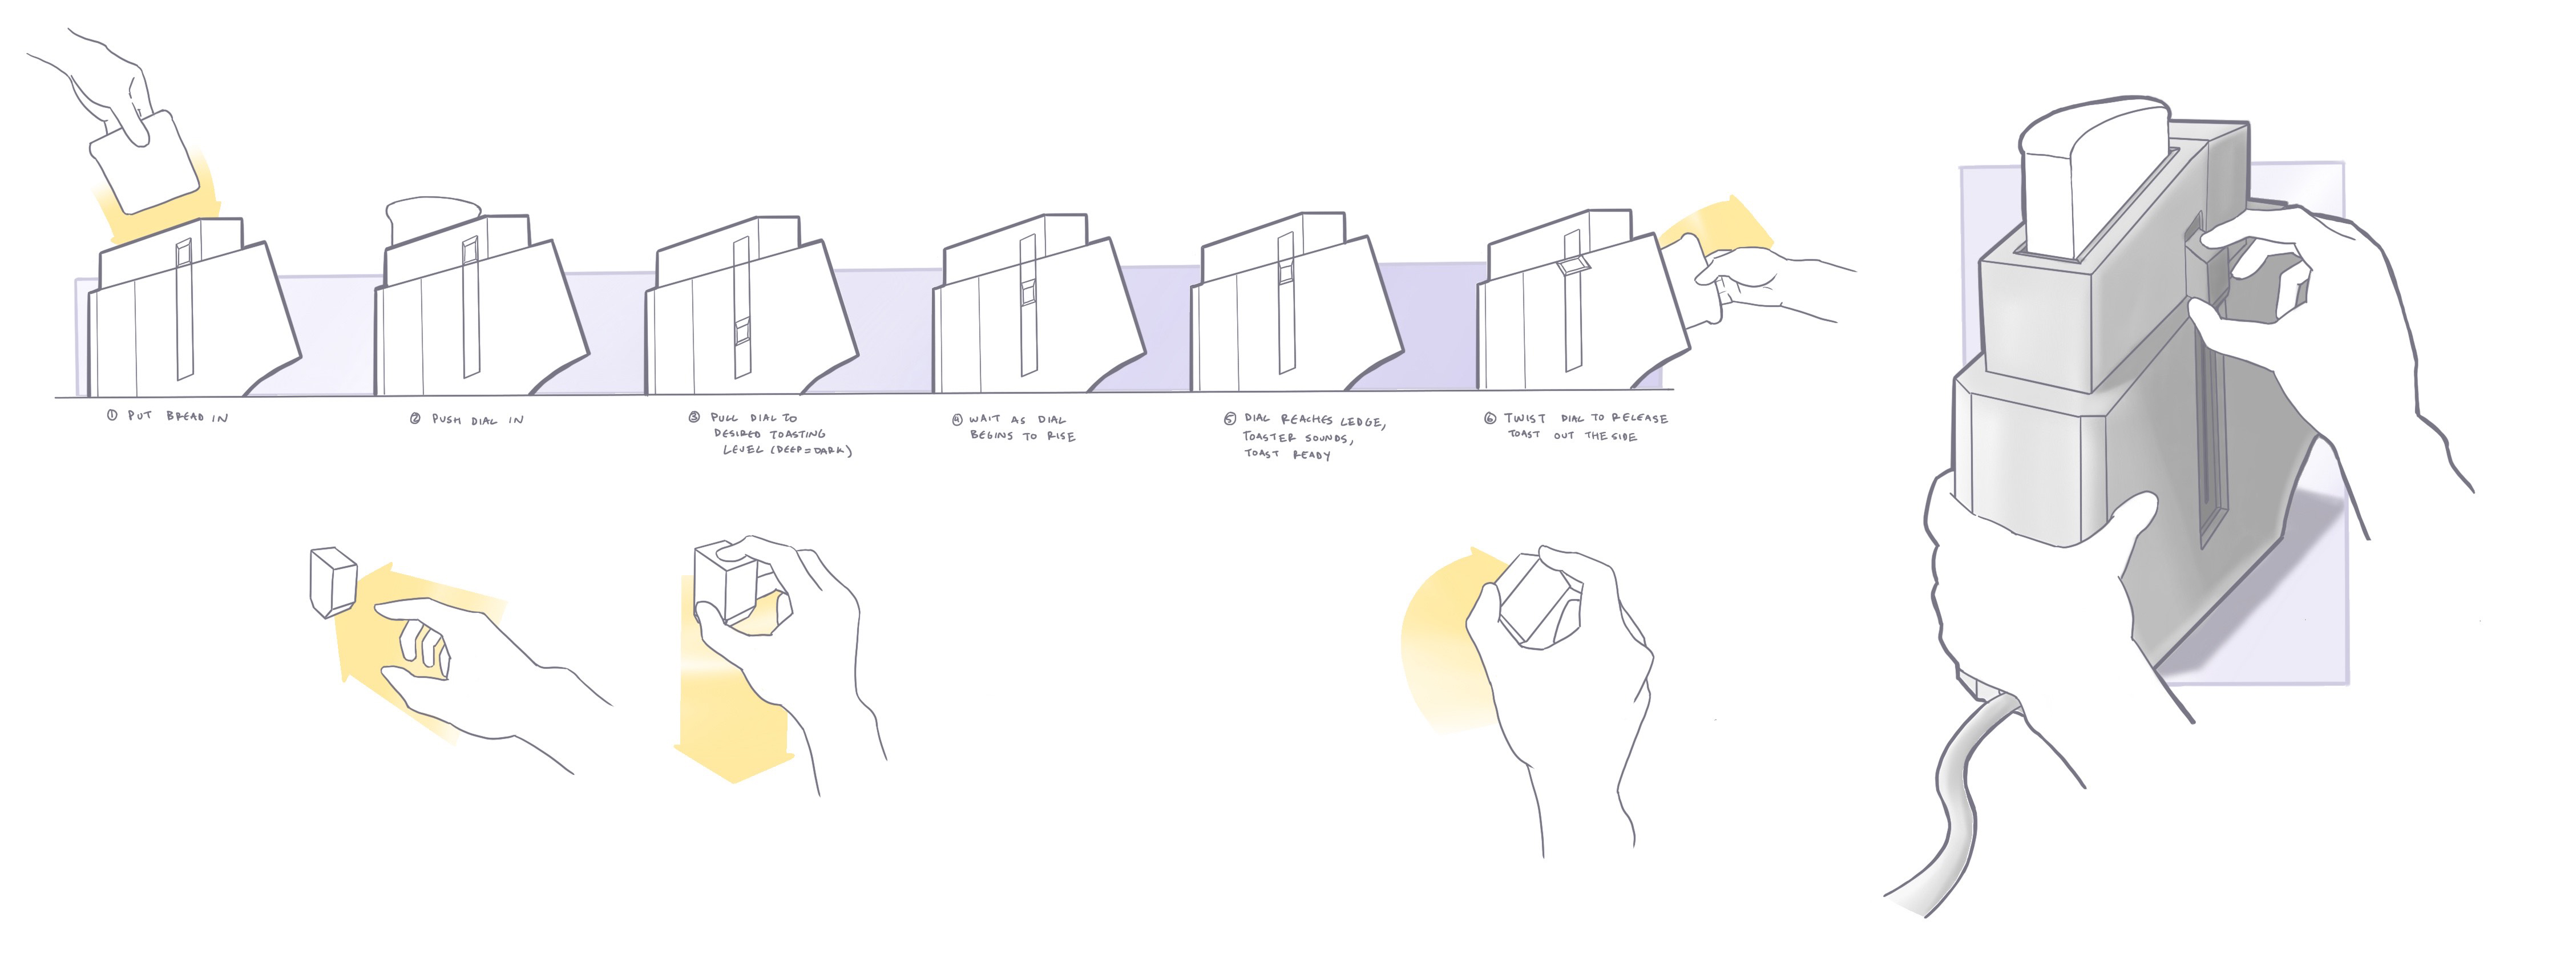 ① PUT BREAD IN
② PUSH DIAL IN
③ PULL DIAL TO
DESIRED TOASTING
LEVEL (DEEP = DARK)
④ WAIT AS DIAL
BEGINS TO RISE
⑤ DIAL REACHES LEDGE,
TOASTER SOUNDS,
TOAST READY
⑥ TWIST DIAL TO RELEASE
TOAST OUT THE SIDE